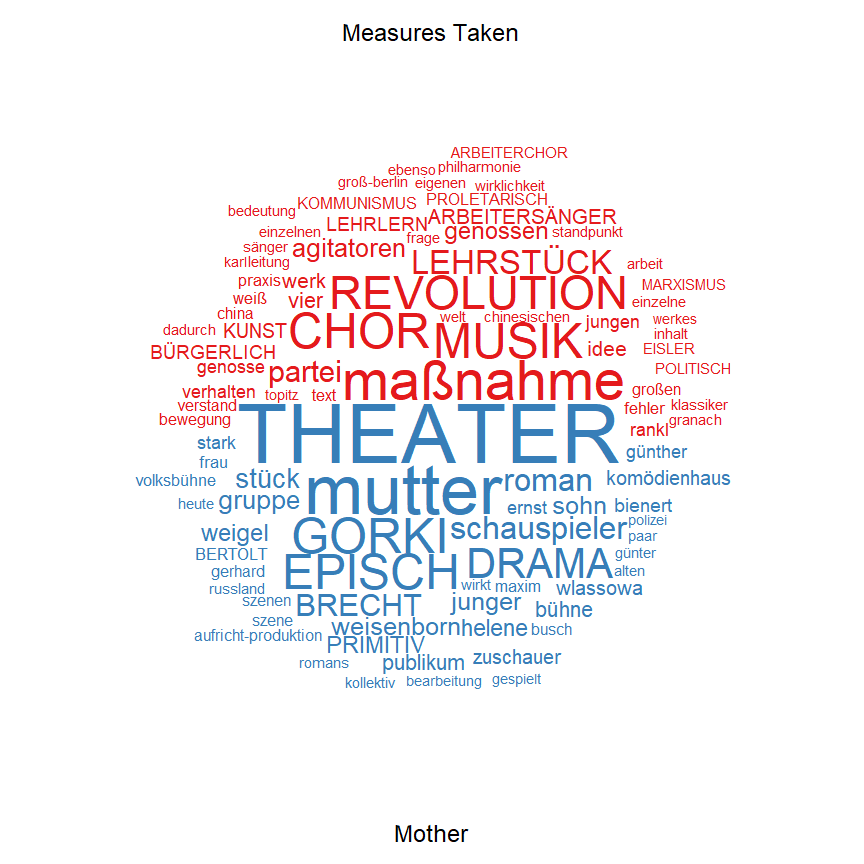 Measures Taken
ARBEITERCHOR
ebenso philharmonie
groß-berlin eigenen wirklichkeit
KOMMUNISMUS PROLETARISCH
bedeutung LEHRLERN ARBEITERSÄNGER
einzelnen frage genossen standpunkt
sänger agitatoren
karlleitung LEHRSTÜCK arbeit
praxis werk REVOLUTION MARXISMUS
weiß vier einzelne
china CHOR welt chinesischen jungen werkes
dadurch KUNST MUSIK inhalt
BÜRGERLICH idee EISLER
genosse partei maßnahme POLITISCH
verhalten topitz text großen
verstand fehler klassiker
bewegung THEATER rankl granach
stark günther
frau
volksbühne stück mutter roman komödienhaus
heute gruppe ernst sohn bienert
weigel GORKI schauspieler polizei
paar
BERTOLT EPISCH DRAMA günter
gerhard alten
russland wirkt maxim wlassowa
szenen BRECHT junger bühne
szene weisenborn helene busch
aufricht-produktion PRIMITIV
romans publikum zuschauer
kollektiv bearbeitung gespielt
Mother